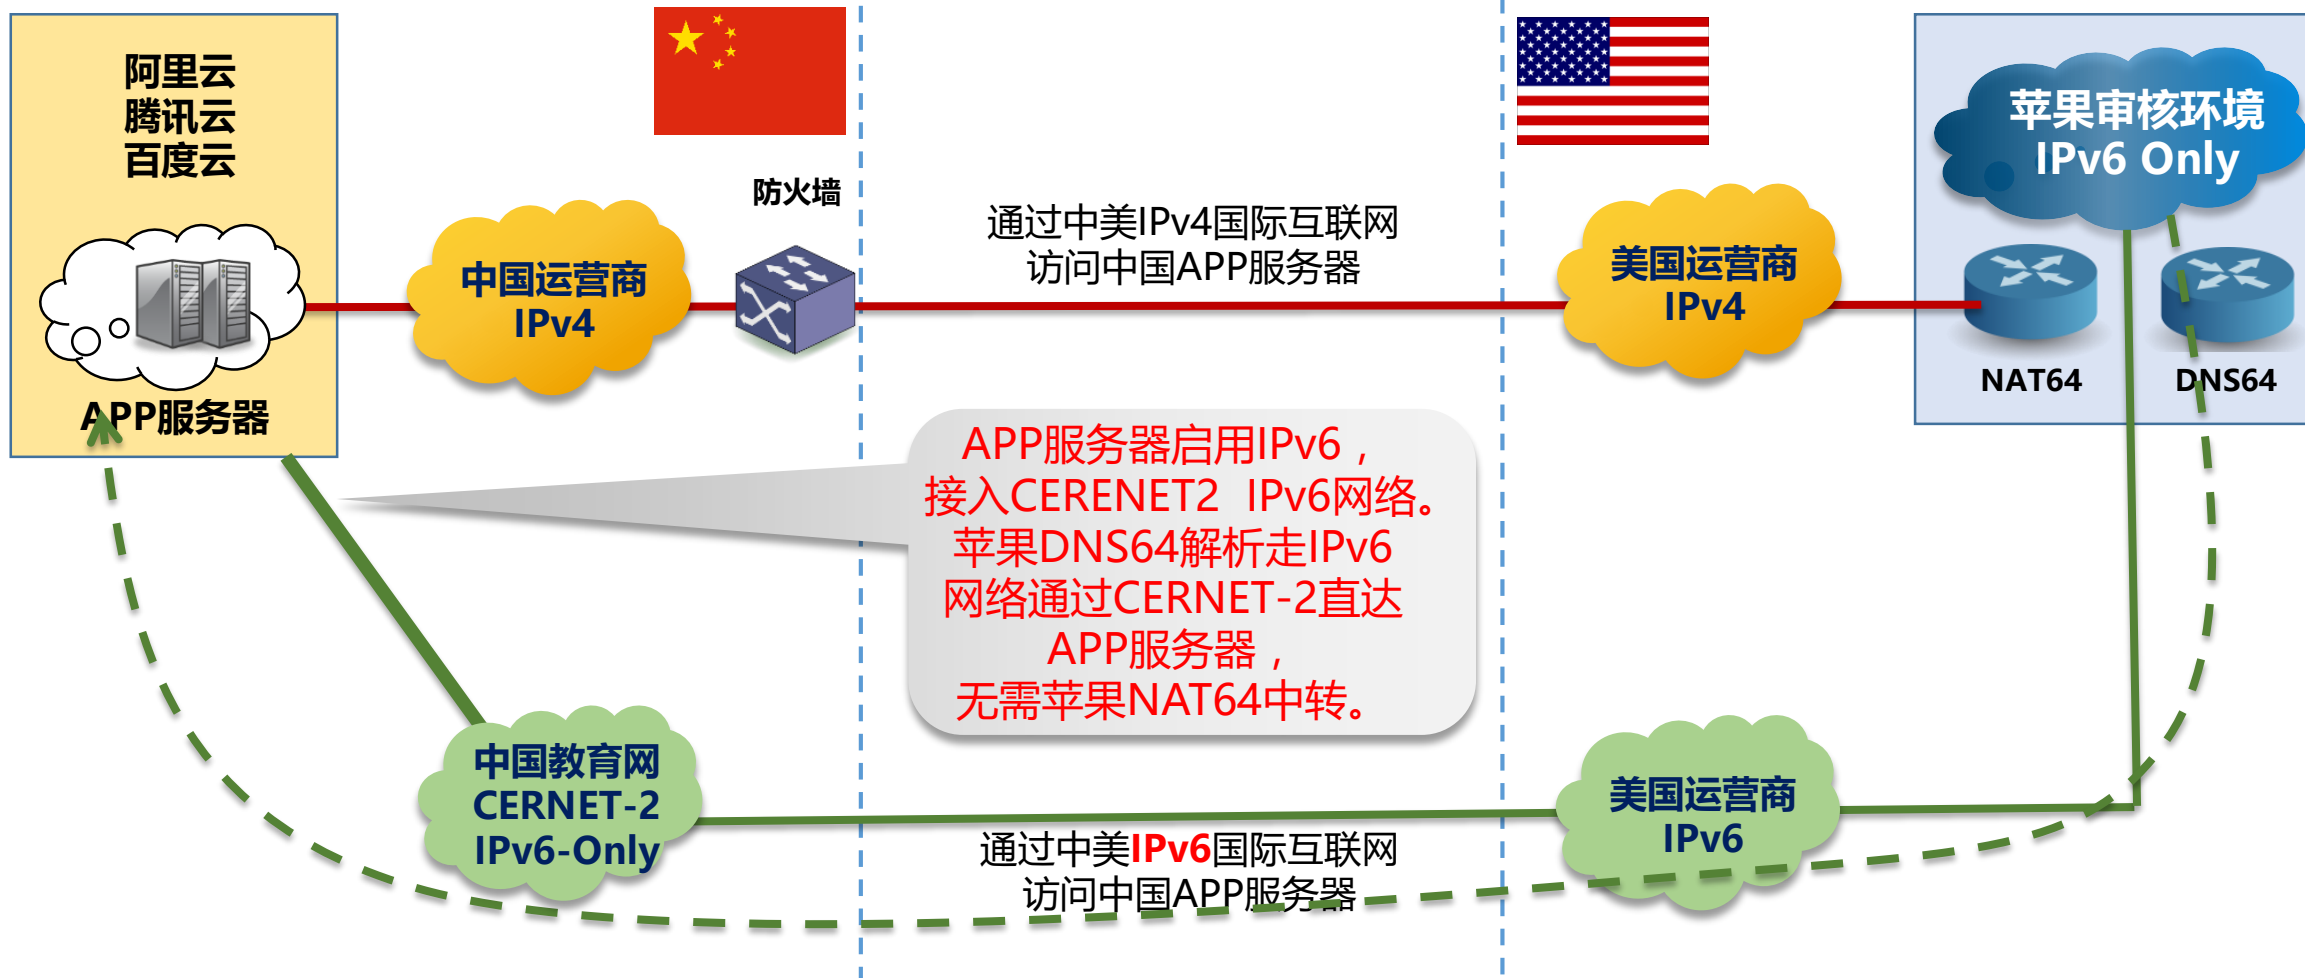 阿里云
腾讯云
百度云
APP服务器
中国运营商
IPv4
防火墙
通过中美IPv4国际互联网
访问中国APP服务器
美国运营商
IPv4
苹果审核环境
IPv6 Only
NAT64
DNS64
APP服务器启用IPv6，
接入CERENET2 IPv6网络。
苹果DNS64解析走IPv6
网络通过CERNET-2直达
APP服务器，
无需苹果NAT64中转。
中国教育网
CERNET-2
IPv6-Only
通过中美IPv6国际互联网
访问中国APP服务器
美国运营商
IPv6